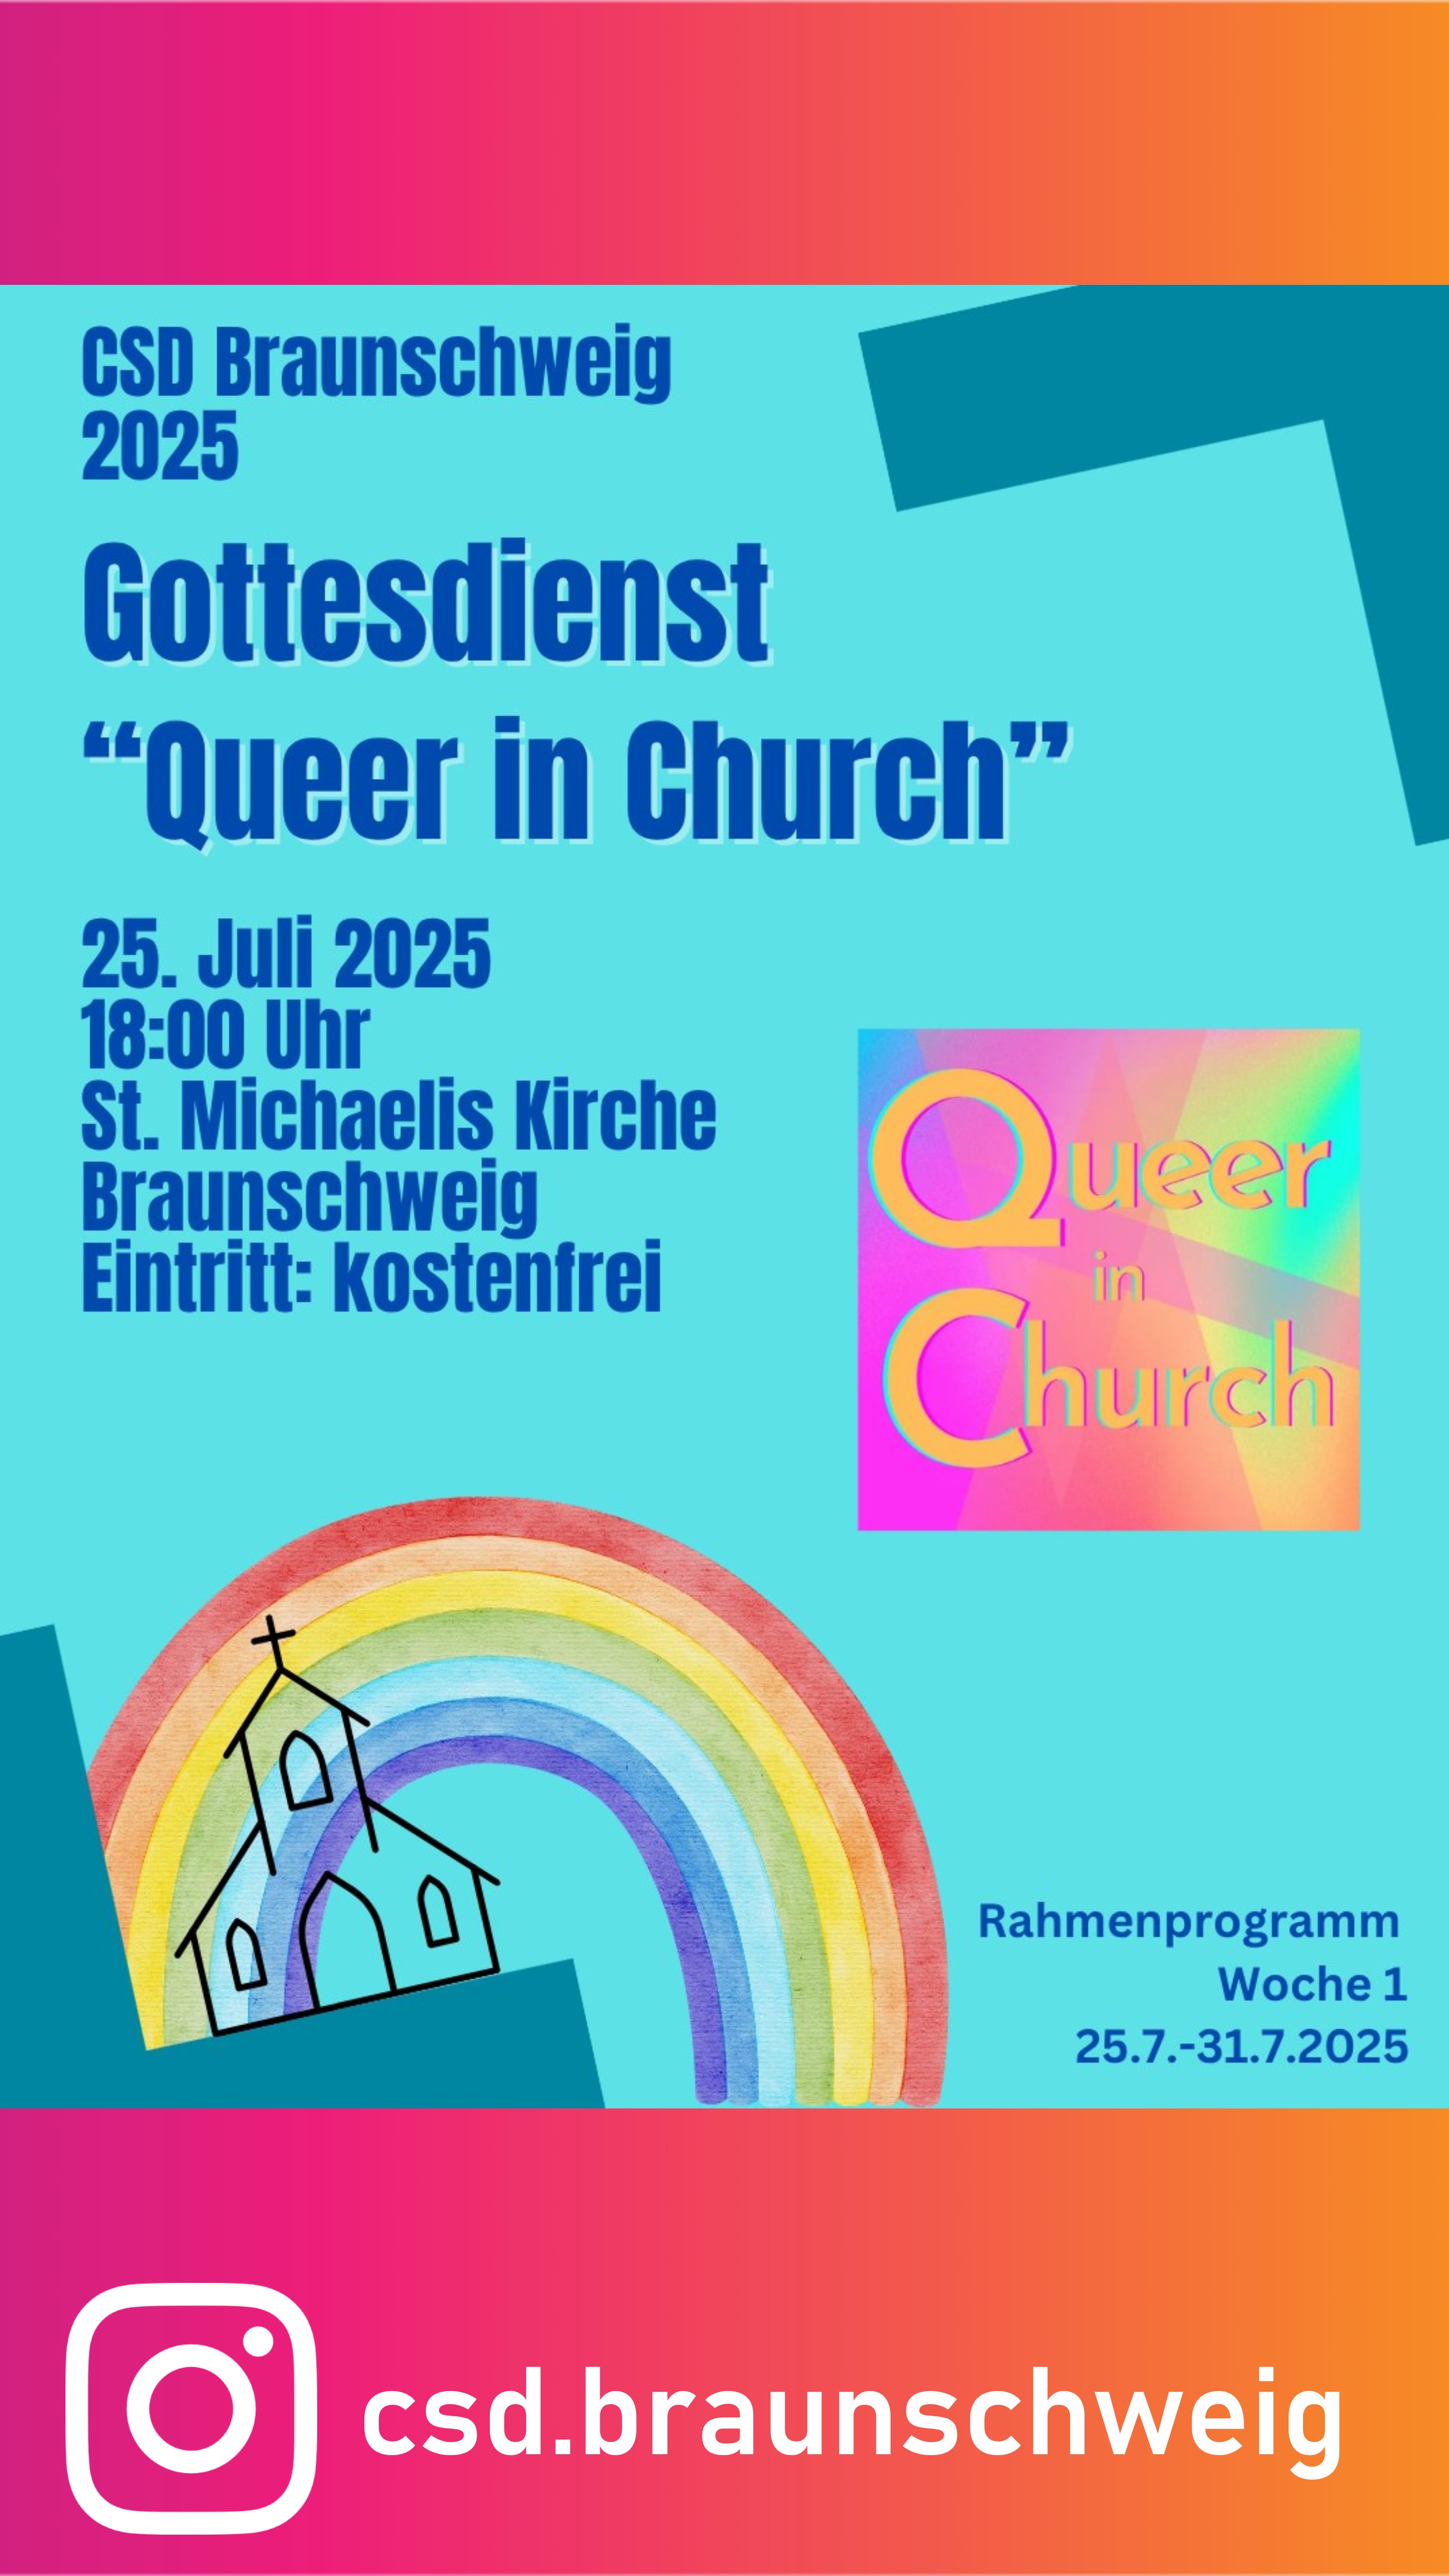 CSD Braunschweig
2025
Gottesdienst
“Queer in Church”
25. Juli 2025
18:00 Uhr
St. Michaelis Kirche
Braunschweig
Eintritt: kostenfrei
Queer
in
Church
Rahmenprogramm
Woche 1
25.7.-31.7.2025
csd.braunschweig